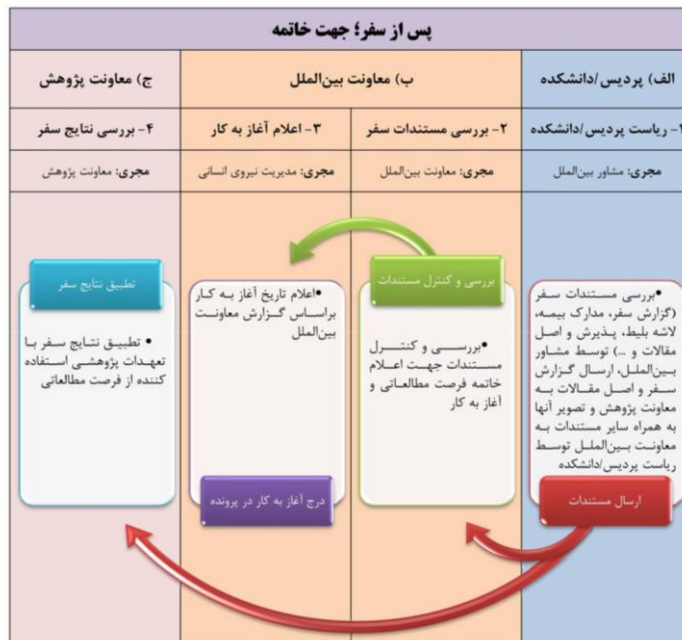 پس از سفر؛ جهت خاتمه
الف) پردیس/دانشکده
ب) معاونت بین‌الملل
ج) معاونت پژوهش
۱- ریاست پردیس/دانشکده
۲- بررسی مستندات سفر
۳- اعلام آغاز به کار
۴- بررسی نتایج سفر
مجری: مشاور بین‌الملل
مجری: معاونت بین‌الملل
مجری: مدیریت نیروی انسانی
مجری: معاونت پژوهش
•بررسی مستندات سفر
(گزارش سفر، مدارک بیمه،
لاشه بلیط، پذیرش و اصل
مقالات و ...) توسط مشاور
بین‌الملل، ارسال گزارش
سفر و اصل مقالات به
معاونت پژوهش و تصویر آنها
به همراه سایر مستندات به
معاونت بین‌الملل توسط
ریاست پردیس/دانشکده
ارسال مستندات
بررسی و کنترل مستندات
•بررسی و کنترل
مستندات جهت اعلام
خاتمه فرصت مطالعاتی و
آغاز به کار
•اعلام تاریخ آغاز به کار
براساس گزارش معاونت
بین‌الملل
درج آغاز به کار در پرونده
تطبیق نتایج سفر
• تطبیق نتایج سفر با
تعهدات پژوهشی استفاده
کننده از فرصت مطالعاتی